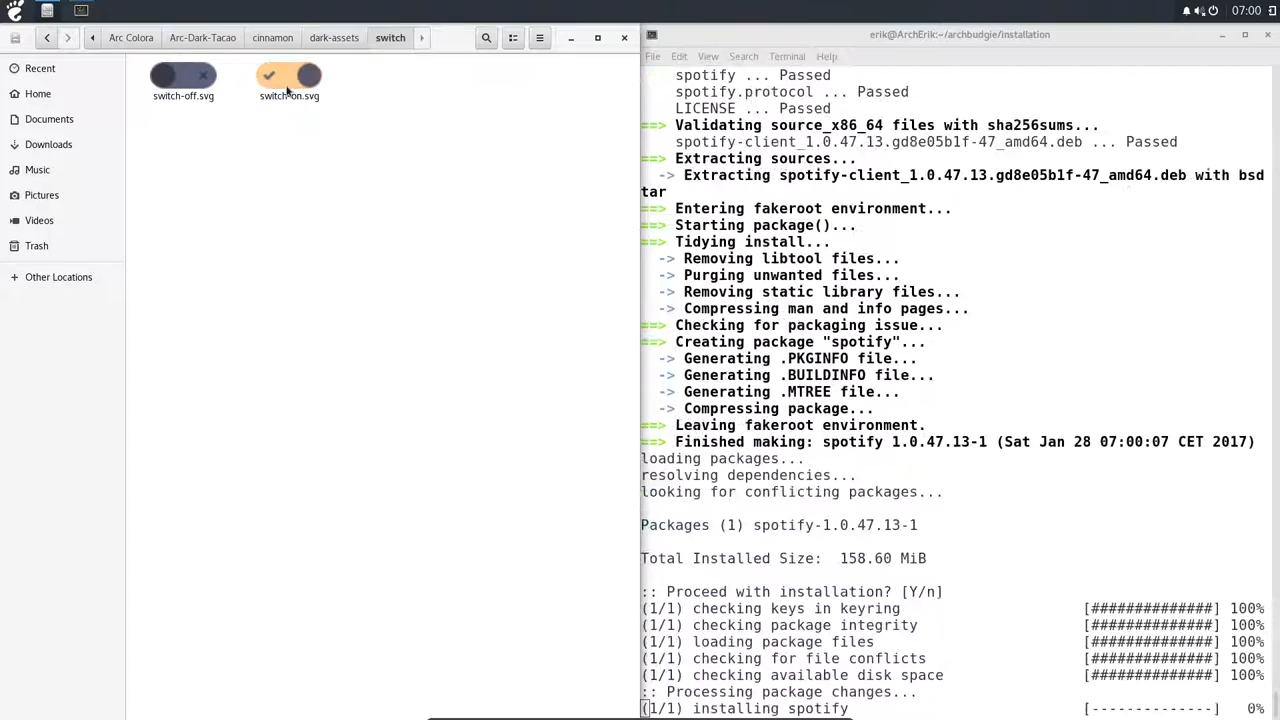 07:00
Arc Colora
Arc-Dark-Tacao
cinnamon
dark-assets
switch
Recent
Home
Documents
Downloads
Music
Pictures
Videos
Trash
Other Locations
switch-off.svg
switch-on.svg
erik@ArchErik:~/archbudgie/installation
File Edit View Search Terminal Help
spotify ... Passed
spotify.protocol ... Passed
LICENSE ... Passed
==> Validating source_x86_64 files with sha256sums...
spotify-client_1.0.47.13.gd8e05b1f-47_amd64.deb ... Passed
==> Extracting sources...
-> Extracting spotify-client_1.0.47.13.gd8e05b1f-47_amd64.deb with bsd
tar
==> Entering fakeroot environment...
==> Starting package()...
==> Tidying install...
-> Removing libtool files...
-> Purging unwanted files...
-> Removing static library files...
-> Compressing man and info pages...
==> Checking for packaging issue...
==> Creating package "spotify"...
-> Generating .PKGINFO file...
-> Generating .BUILDINFO file...
-> Generating .MTREE file...
-> Compressing package...
==> Leaving fakeroot environment.
==> Finished making: spotify 1.0.47.13-1 (Sat Jan 28 07:00:07 CET 2017)
loading packages...
resolving dependencies...
looking for conflicting packages...
Packages (1) spotify-1.0.47.13-1
Total Installed Size:  158.60 MiB
:: Proceed with installation? [Y/n]
(1/1) checking keys in keyring [##############] 100%
(1/1) checking package integrity [##############] 100%
(1/1) loading package files [##############] 100%
(1/1) checking for file conflicts [##############] 100%
(1/1) checking available disk space [##############] 100%
:: Processing package changes...
(1/1) installing spotify [--------------] 0%